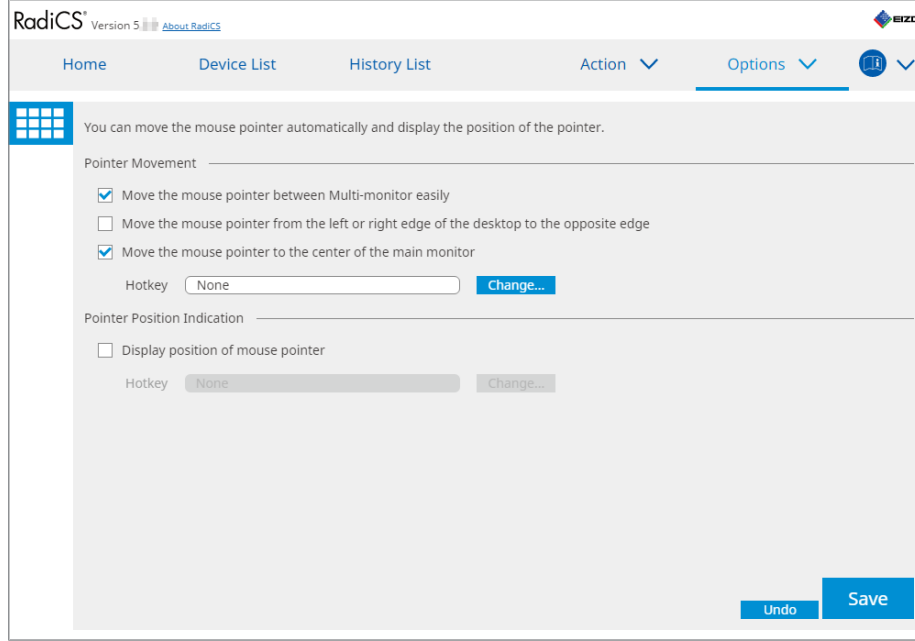 RadiCS® Version 5. About RadiCS
EIZO
Home Device List History List Action Options
You can move the mouse pointer automatically and display the position of the pointer.
Pointer Movement
Move the mouse pointer between Multi-monitor easily
Move the mouse pointer from the left or right edge of the desktop to the opposite edge
Move the mouse pointer to the center of the main monitor
Hotkey None Change...
Pointer Position Indication
Display position of mouse pointer
Hotkey None Change...
Save
Undo